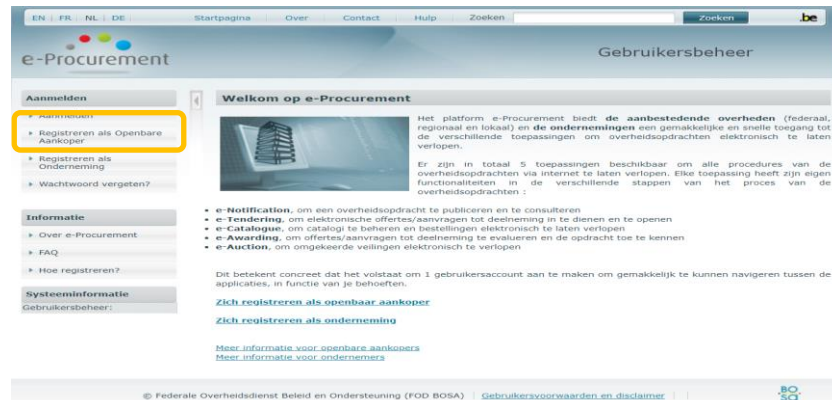 EN FR NL DE Startpagina Over Contact Hulp Zoeken Zoeken .be
e-Procurement
Gebruikersbeheer
Aanmelden
Aanmelden
Registreren als Openbare
Aankoper
Registreren als
Onderneming
Wachtwoord vergeten?
Informatie
Over e-Procurement
FAQ
Hoe registreren?
Systeeminformatie
Gebruikersbeheer:
Welkom op e-Procurement
Het platform e-Procurement biedt de aanbestedende overheden (federaal,
regionaal en lokaal) en de ondernemingen een gemakkelijke en snelle toegang tot
de verschillende toepassingen om overheidsopdrachten elektronisch te laten
verlopen.
Er zijn in totaal 5 toepassingen beschikbaar om alle procedures van de
overheidsopdrachten via internet te laten verlopen. Elke toepassing heeft zijn eigen
functionaliteiten in de verschillende stappen van het proces van de
overheidsopdrachten :
• e-Notification, om een overheidsopdracht te publiceren en te consulteren
• e-Tendering, om elektronische offertes/aanvragen tot deelneming in te dienen en te openen
• e-Catalogue, om catalogi te beheren en bestellingen elektronisch te laten verlopen
• e-Awarding, om offertes/aanvragen tot deelneming te evalueren en de opdracht toe te kennen
• e-Auction, om omgekeerde veilingen elektronisch te verlopen
Dit betekent concreet dat het volstaat om 1 gebruikersaccount aan te maken om gemakkelijk te kunnen navigeren tussen de
applicaties, in functie van je behoeften.
Zich registreren als openbaar aankoper
Zich registreren als onderneming
Meer informatie voor openbare aankopers
Meer informatie voor ondernemers
© Federale Overheidsdienst Beleid en Ondersteuning (FOD BOSA) Gebruikersvoorwaarden en disclaimer
.BO
SA